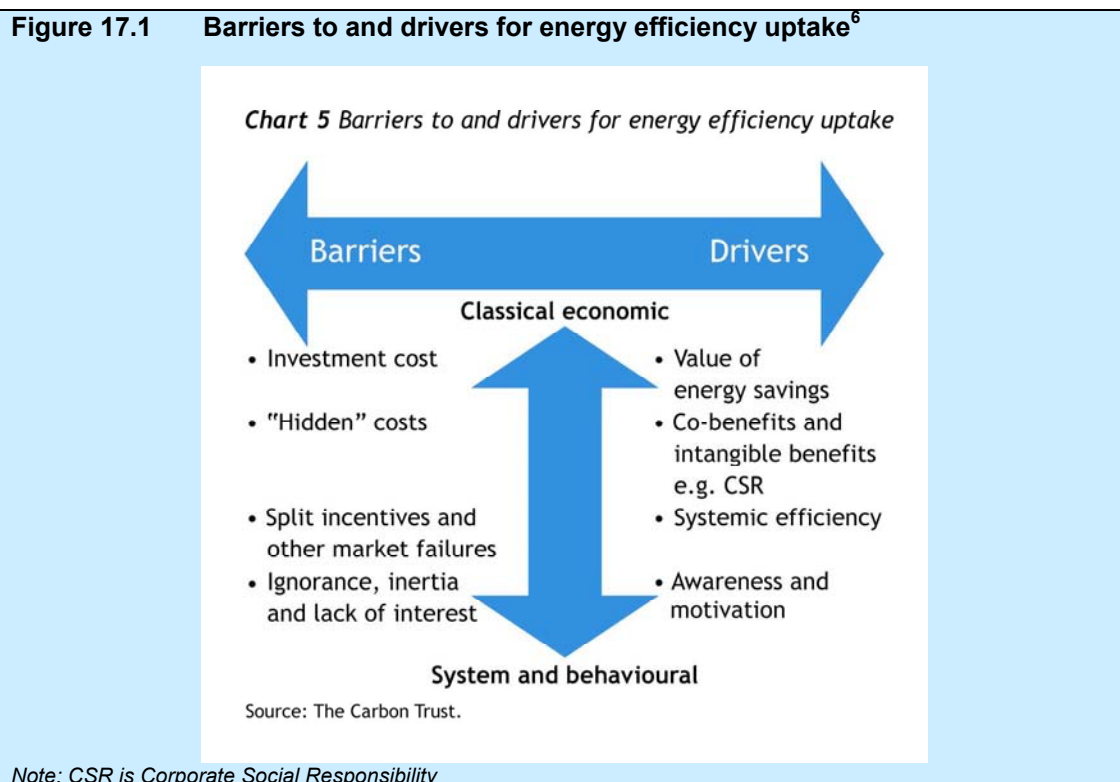 Figure 17.1 Barriers to and drivers for energy efficiency uptake6
Chart 5 Barriers to and drivers for energy efficiency uptake
Barriers Drivers
Classical economic
• Investment cost
• "Hidden" costs
• Split incentives and
other market failures
• Ignorance, inertia
and lack of interest
• Value of
energy savings
• Co-benefits and
intangible benefits
e.g. CSR
• Systemic efficiency
• Awareness and
motivation
System and behavioural
Source: The Carbon Trust.
Note: CSR is Corporate Social Responsibility